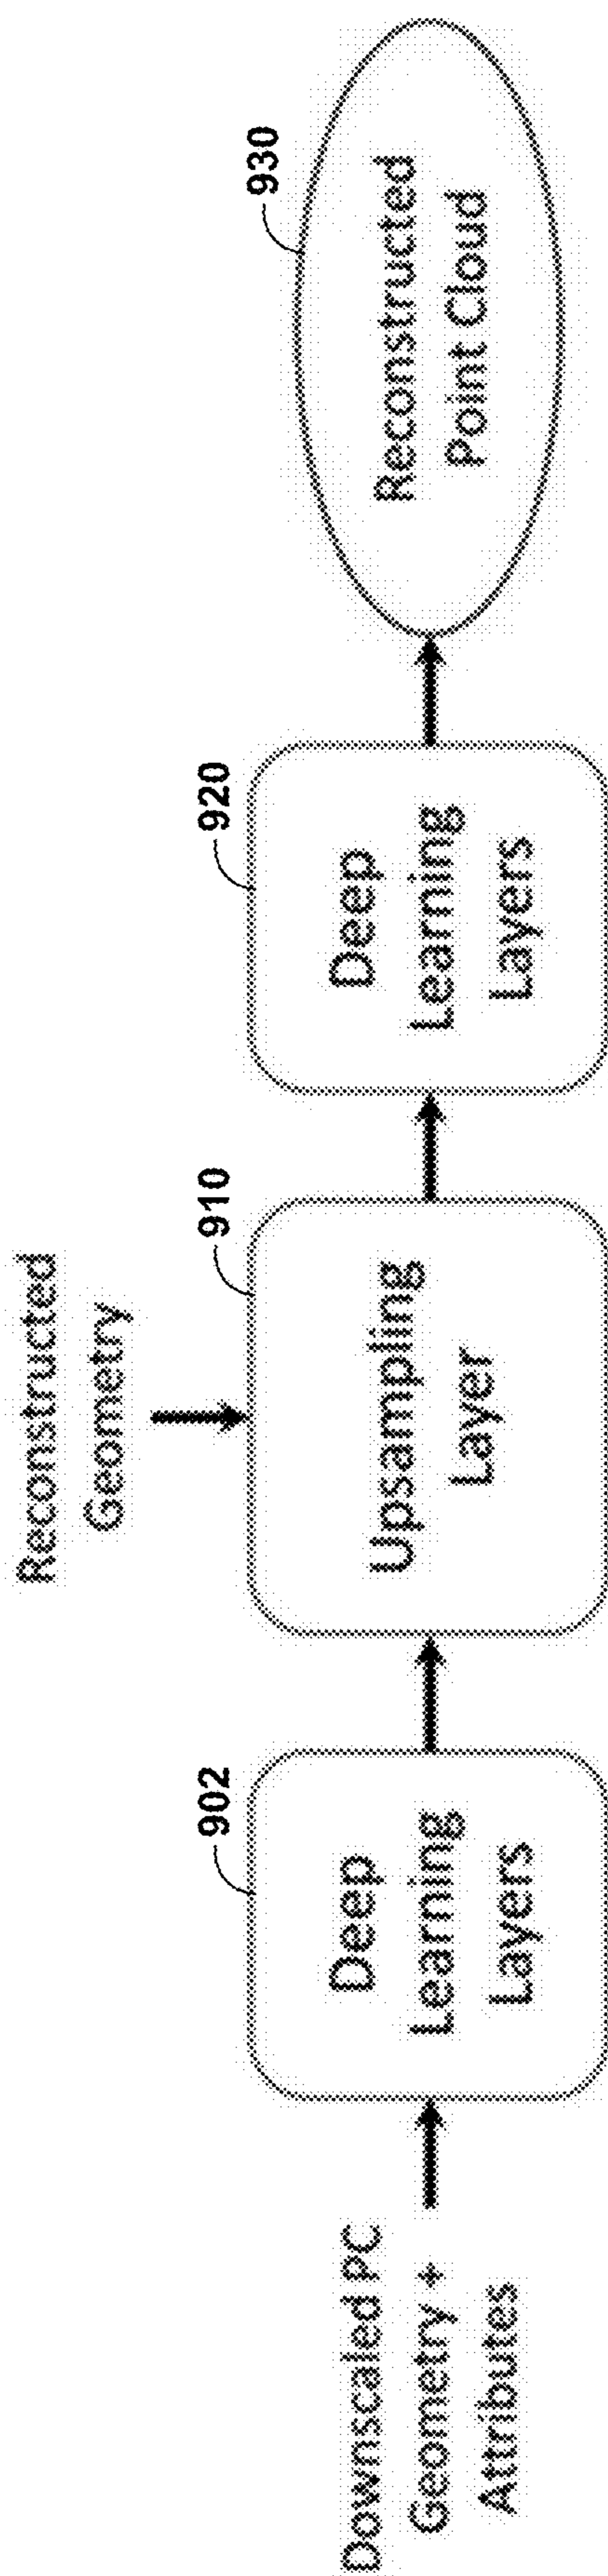 Downscaled PC
Geometry +
Attributes
902
Deep
Learning
Layers
Reconstructed
Geometry
910
Upsampling
Layer
920
Deep
Learning
Layers
930
Reconstructed
Point Cloud